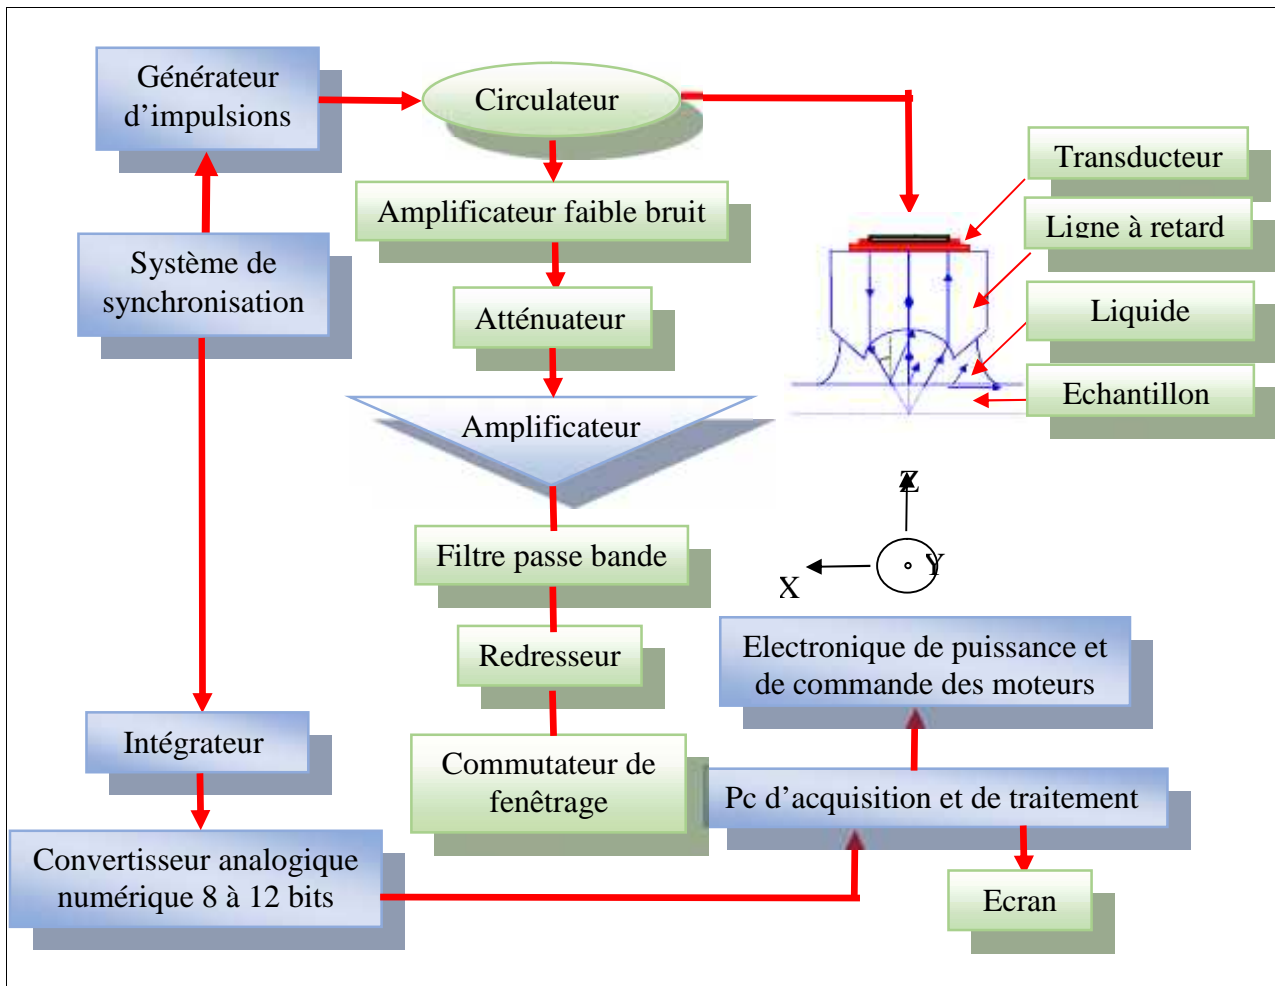 Générateur
d’impulsions
Circulateur
Transducteur
Amplificateur faible bruit
Ligne à retard
Système de
synchronisation
Atténuateur
Liquide
Echantillon
Amplificateur
Z
Filtre passe bande
Y
X
Redresseur
Electronique de puissance et
de commande des moteurs
Intégrateur
Commutateur de
fenêtrage
Pc d’acquisition et de traitement
Convertisseur analogique
numérique 8 à 12 bits
Ecran